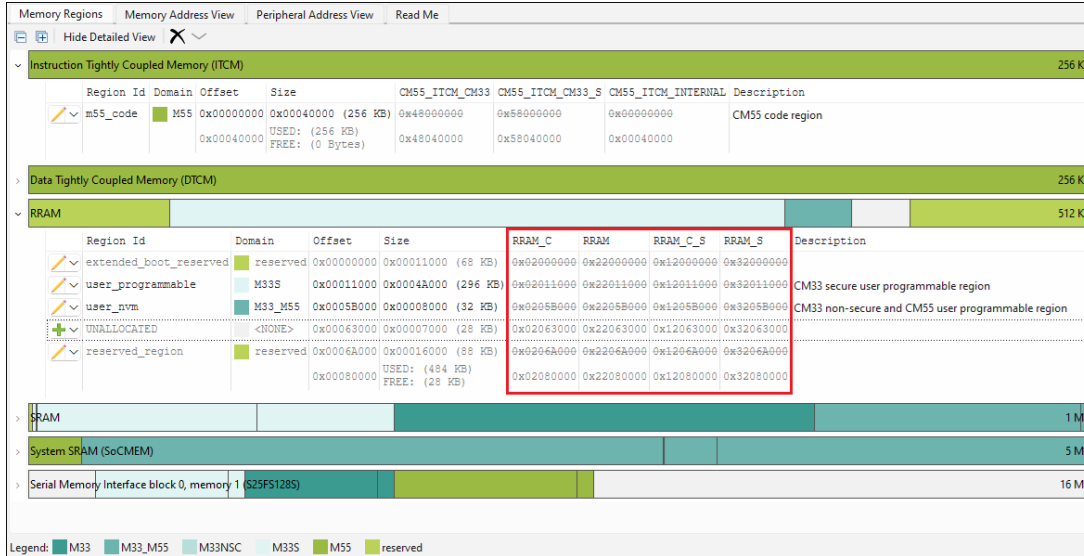 Memory Regions Memory Address View Peripheral Address View Read Me
Hide Detailed View
Instruction Tightly Coupled Memory (ITCM) 256 K
Region Id Domain Offset Size CM55_ITCM_CM33 CM55_ITCM_CM33_S CM55_ITCM_INTERNAL Description
m55_code M55 0x00000000 0x00040000 (256 KB) 0x48000000 0x58000000 0x00000000 CM55 code region
0x00040000 USED: (256 KB) 0x48040000 0x58040000 0x00040000
FREE: (0 Bytes)
Data Tightly Coupled Memory (DTCM) 256 K
RRAM 512 K
Region Id Domain Offset Size RRAM_C RRAM RRAM_C_S RRAM_S Description
extended_boot_reserved reserved 0x00000000 0x00011000 (68 KB) 0x02000000 0x22000000 0x12000000 0x32000000
user_programmable M33S 0x00011000 0x0004A000 (296 KB) 0x02011000 0x22011000 0x12011000 0x32011000 CM33 secure user programmable region
user_nvm M33_M55 0x0005B000 0x00008000 (32 KB) 0x0205B000 0x2205B000 0x1205B000 0x3205B000 CM33 non-secure and CM55 user programmable region
UNALLOCATED <NONE> 0x00063000 0x00007000 (28 KB) 0x02063000 0x22063000 0x12063000 0x32063000
reserved_region reserved 0x0006A000 0x00016000 (88 KB) 0x0206A000 0x2206A000 0x1206A000 0x3206A000
0x00080000 USED: (484 KB) 0x02080000 0x22080000 0x12080000 0x32080000
FREE: (28 KB)
SRAM 1 M
System SRAM (SoCMEM) 5 M
Serial Memory Interface block 0, memory 1 (S25FS128S) 16 M
Legend: M33 M33_M55 M33NSC M33S M55 reserved